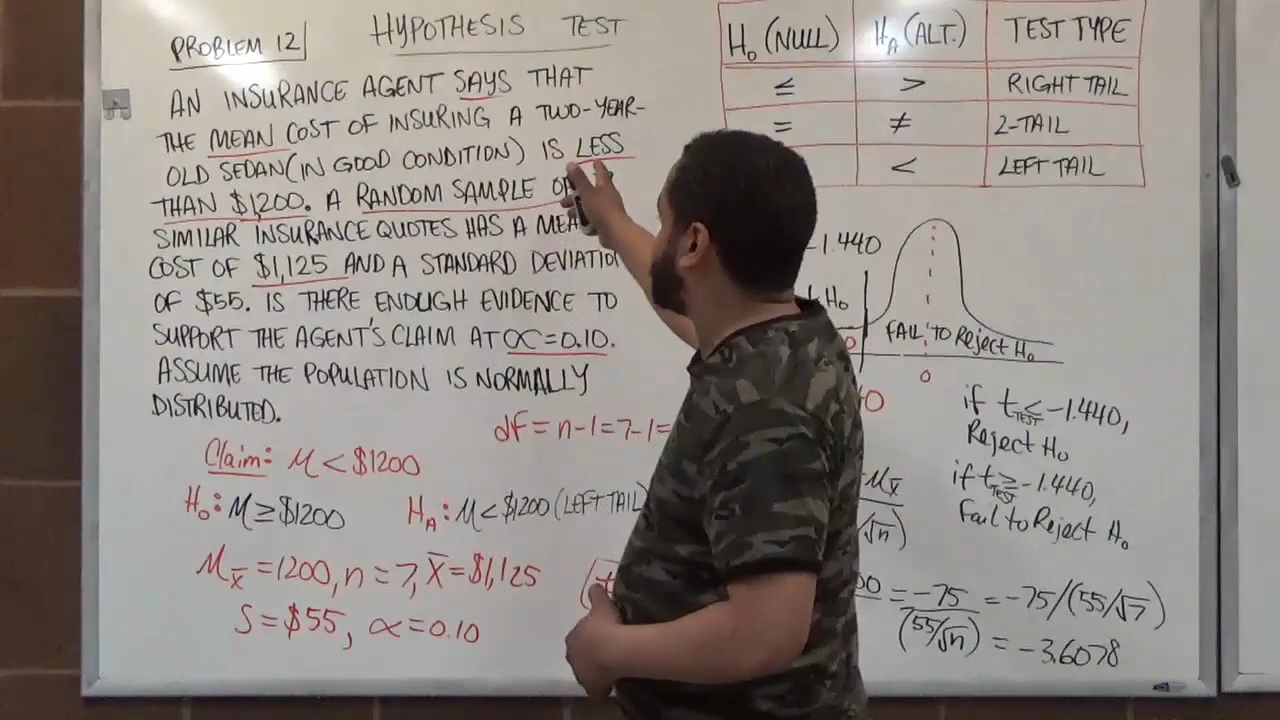 PROBLEM 12
HYPOTHESIS TEST
AN INSURANCE AGENT SAYS THAT
THE MEAN COST OF INSURING A TWO-YEAR-
OLD SEDAN(IN GOOD CONDITION) IS LESS
THAN $1200. A RANDOM SAMPLE
SIMILAR INSURANCE QUOTES HAS A
COST OF $1,125 AND A STANDARD
OF $55. IS THERE ENOUGH EVIDENCE TO
SUPPORT THE AGENT'S CLAIM AT α=0.10.
ASSUME THE POPULATION IS NORMALLY
DISTRIBUTED.
df = n-1=7-1=
Claim: μ < $1200
H₀: μ ≥ $1200 Hₐ: μ < $1200 (LEFT TAIL)
μx̄ = 1200, n = 7, x̄ = $1,125
S = $55, α = 0.10
H₀ (NULL) Hₐ (ALT.) TEST TYPE
≤ > RIGHT TAIL
= ≠ 2-TAIL
< LEFT TAIL
-1.440
H₀
FAIL TO Reject H₀
0
if t_TEST ≤ -1.440,
Reject H₀
if t_TEST ≥ -1.440,
Fail to Reject H₀
-μx̄
√n)
= -75/(55/√n) = -75/(55/√7)
= -3.6078